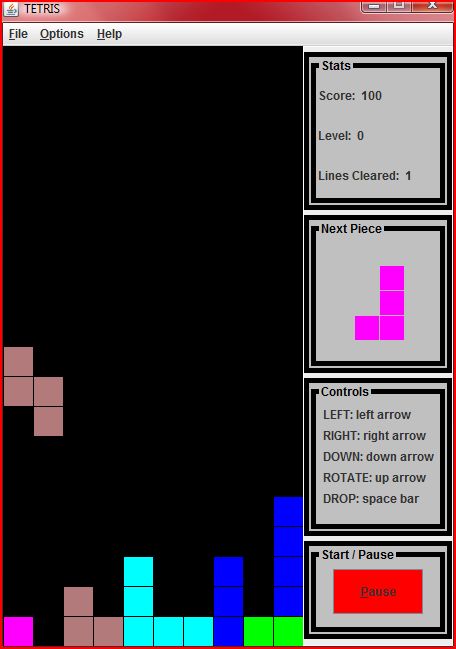 TETRIS
File Options Help
Stats
Score: 100
Level: 0
Lines Cleared: 1
Next Piece
Controls
LEFT: left arrow
RIGHT: right arrow
DOWN: down arrow
ROTATE: up arrow
DROP: space bar
Start / Pause
Pause